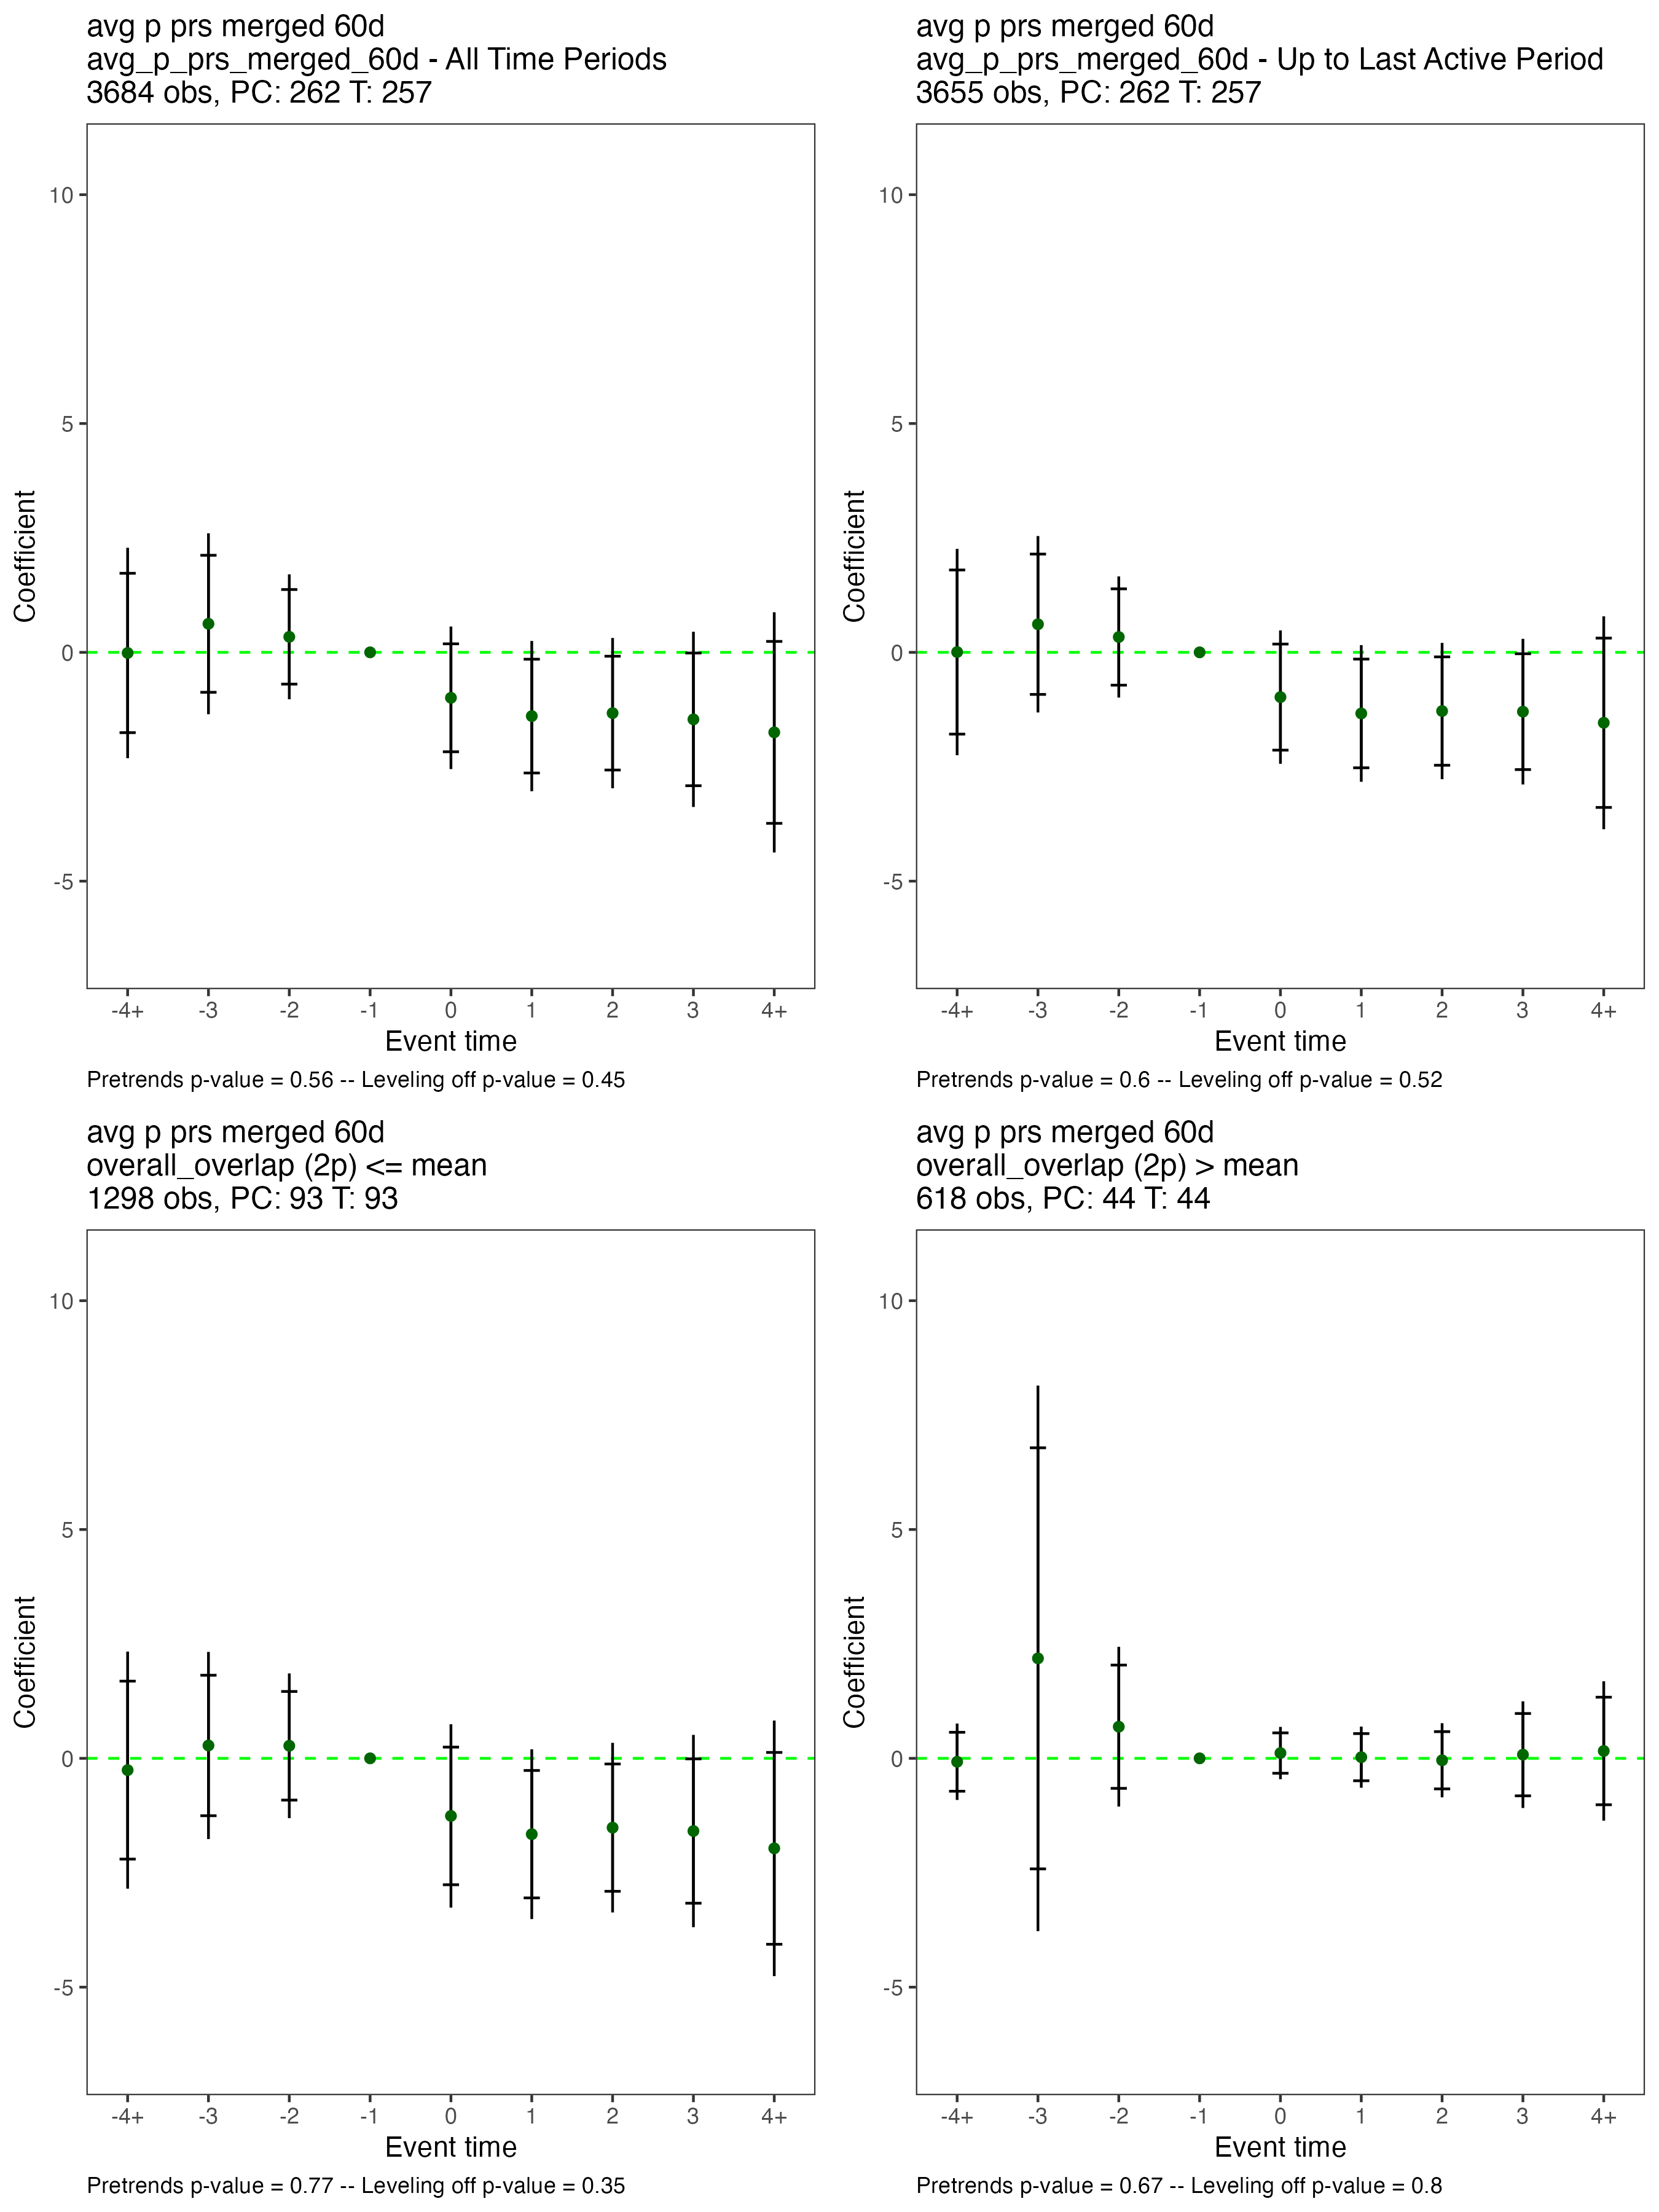 avg p prs merged 60d
avg_p_prs_merged_60d - All Time Periods
3684 obs, PC: 262 T: 257
10
5
0
-5
Coefficient
-4+ -3 -2 -1 0 1 2 3 4+
Event time
Pretrends p-value = 0.56 -- Leveling off p-value = 0.45
avg p prs merged 60d
avg_p_prs_merged_60d - Up to Last Active Period
3655 obs, PC: 262 T: 257
10
5
0
-5
Coefficient
-4+ -3 -2 -1 0 1 2 3 4+
Event time
Pretrends p-value = 0.6 -- Leveling off p-value = 0.52
avg p prs merged 60d
overall_overlap (2p) <= mean
1298 obs, PC: 93 T: 93
10
5
0
-5
Coefficient
-4+ -3 -2 -1 0 1 2 3 4+
Event time
Pretrends p-value = 0.77 -- Leveling off p-value = 0.35
avg p prs merged 60d
overall_overlap (2p) > mean
618 obs, PC: 44 T: 44
10
5
0
-5
Coefficient
-4+ -3 -2 -1 0 1 2 3 4+
Event time
Pretrends p-value = 0.67 -- Leveling off p-value = 0.8